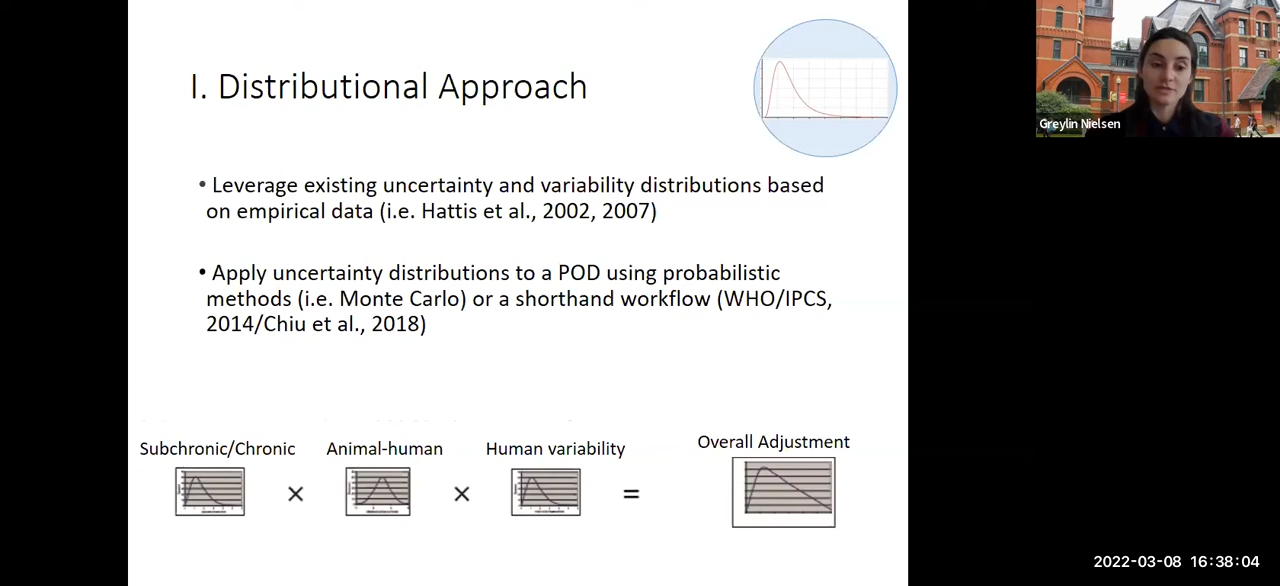 I. Distributional Approach
• Leverage existing uncertainty and variability distributions based
on empirical data (i.e. Hattis et al., 2002, 2007)
• Apply uncertainty distributions to a POD using probabilistic
methods (i.e. Monte Carlo) or a shorthand workflow (WHO/IPCS,
2014/Chiu et al., 2018)
Subchronic/Chronic
Animal-human
Human variability
Overall Adjustment
×
×
=
Greylin Nielsen
2022-03-08 16:38:04